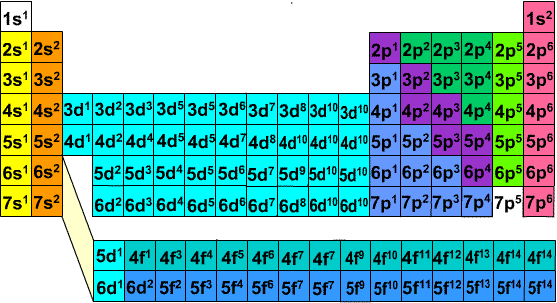 1s¹ 1s²
2s¹ 2s² 2p¹ 2p² 2p³ 2p⁴ 2p⁵ 2p⁶
3s¹ 3s² 3p¹ 3p² 3p³ 3p⁴ 3p⁵ 3p⁶
4s¹ 4s² 3d¹ 3d² 3d³ 3d⁵ 3d⁵ 3d⁶ 3d⁷ 3d⁸ 3d¹⁰ 3d¹⁰ 4p¹ 4p² 4p³ 4p⁴ 4p⁵ 4p⁶
5s¹ 5s² 4d¹ 4d² 4d⁴ 4d⁵ 4d⁵ 4d⁷ 4d⁸ 4d¹⁰ 4d¹⁰ 4d¹⁰ 5p¹ 5p² 5p³ 5p⁴ 5p⁵ 5p⁶
6s¹ 6s² 5d² 5d³ 5d⁴ 5d⁵ 5d⁶ 5d⁷ 5d⁹ 5d¹⁰ 5d¹⁰ 6p¹ 6p² 6p³ 6p⁴ 6p⁵ 6p⁶
7s¹ 7s² 6d² 6d³ 6d⁴ 6d⁵ 6d⁶ 6d⁷ 6d⁹ 6d¹⁰ 6d¹⁰ 7p¹ 7p² 7p³ 7p⁴ 7p⁵ 7p⁶
5d¹ 4f¹ 4f³ 4f⁴ 4f⁵ 4f⁶ 4f⁷ 4f⁷ 4f⁹ 4f¹⁰ 4f¹¹ 4f¹² 4f¹³ 4f¹⁴ 4f¹⁴
6d¹ 6d² 5f² 5f³ 5f⁴ 5f⁶ 5f⁷ 5f⁷ 5f⁹ 5f¹⁰ 5f¹¹ 5f¹² 5f¹³ 5f¹⁴ 5f¹⁴